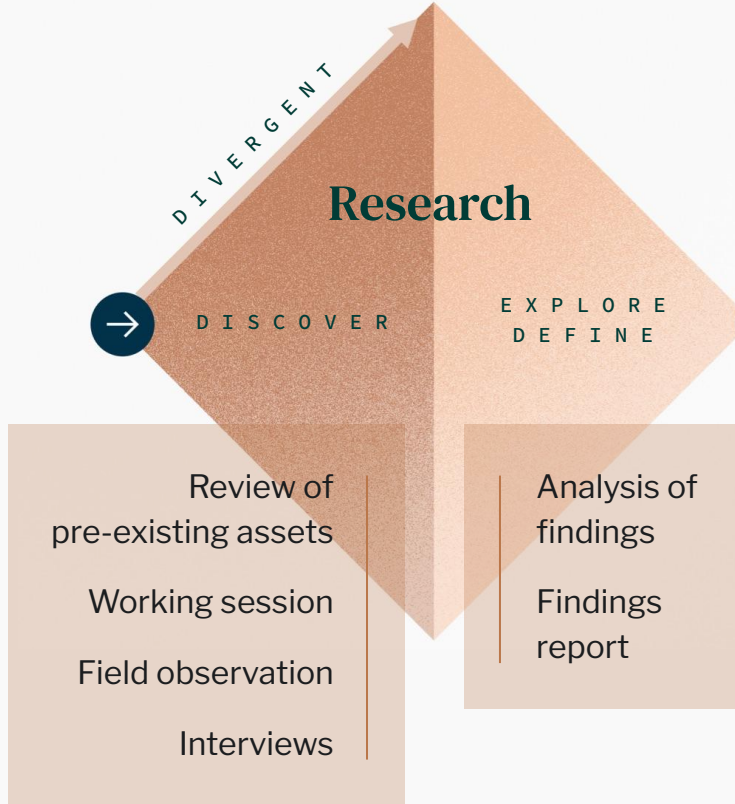 DIVERGENT
Research
DISCOVER
EXPLORE
DEFINE
Review of
pre-existing assets
Working session
Field observation
Interviews
Analysis of
findings
Findings
report